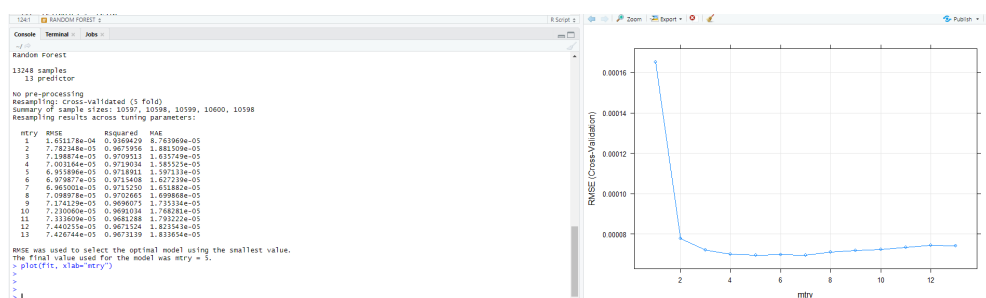 124:1 RANDOM FOREST R Script
Console Terminal Jobs
~/
Random Forest
13248 samples
13 predictor
No pre-processing
Resampling: Cross-Validated (5 fold)
Summary of sample sizes: 10597, 10598, 10599, 10600, 10598
Resampling results across tuning parameters:
mtry RMSE Rsquared MAE
1 1.651178e-04 0.9369429 8.763969e-05
2 7.782348e-05 0.9675956 1.881509e-05
3 7.198874e-05 0.9709513 1.635749e-05
4 7.003164e-05 0.9719034 1.585525e-05
5 6.955896e-05 0.9718911 1.597133e-05
6 6.979877e-05 0.9715408 1.627239e-05
7 6.965001e-05 0.9715250 1.651882e-05
8 7.098978e-05 0.9702665 1.699868e-05
9 7.174129e-05 0.9696075 1.735334e-05
10 7.230060e-05 0.9691034 1.768281e-05
11 7.333609e-05 0.9681288 1.793222e-05
12 7.440255e-05 0.9671524 1.823543e-05
13 7.426744e-05 0.9673139 1.833654e-05
RMSE was used to select the optimal model using the smallest value.
The final value used for the model was mtry = 5.
> plot(fit, xlab="mtry")
>
>
>
> |
Zoom Export Publish
RMSE (Cross-Validation)
0.00016
0.00014
0.00012
0.00010
0.00008
2 4 6 8 10 12
mtry